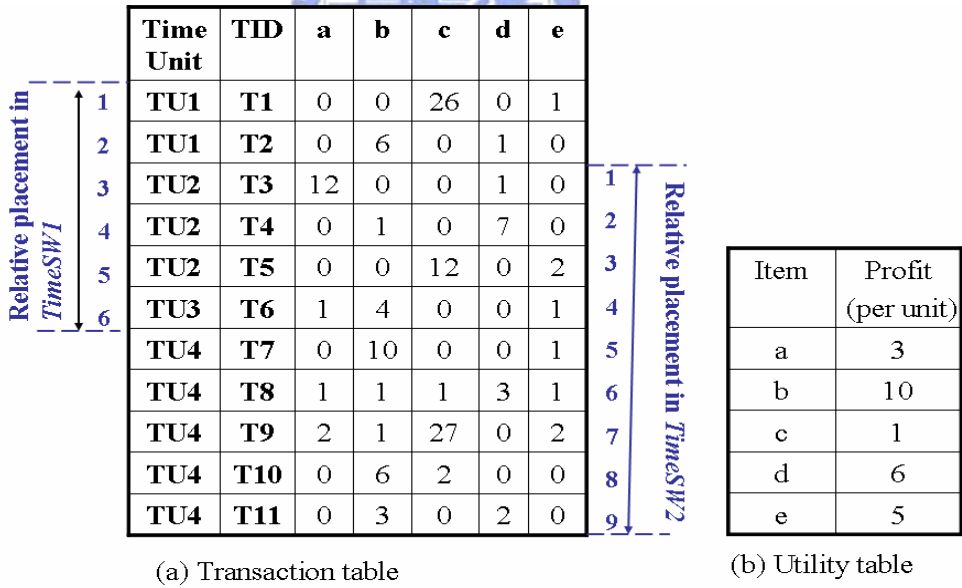 Time Unit TID a b c d e
1 TU1 T1 0 0 26 0 1
2 TU1 T2 0 6 0 1 0
3 TU2 T3 12 0 0 1 0 1
4 TU2 T4 0 1 0 7 0 2
5 TU2 T5 0 0 12 0 2 3
6 TU3 T6 1 4 0 0 1 4
TU4 T7 0 10 0 0 1 5
TU4 T8 1 1 1 3 1 6
TU4 T9 2 1 27 0 2 7
TU4 T10 0 6 2 0 0 8
TU4 T11 0 3 0 2 0 9
Relative placement in
TimeSW1
Relative placement in TimeSW2
(a) Transaction table
Item Profit (per unit)
a 3
b 10
c 1
d 6
e 5
(b) Utility table